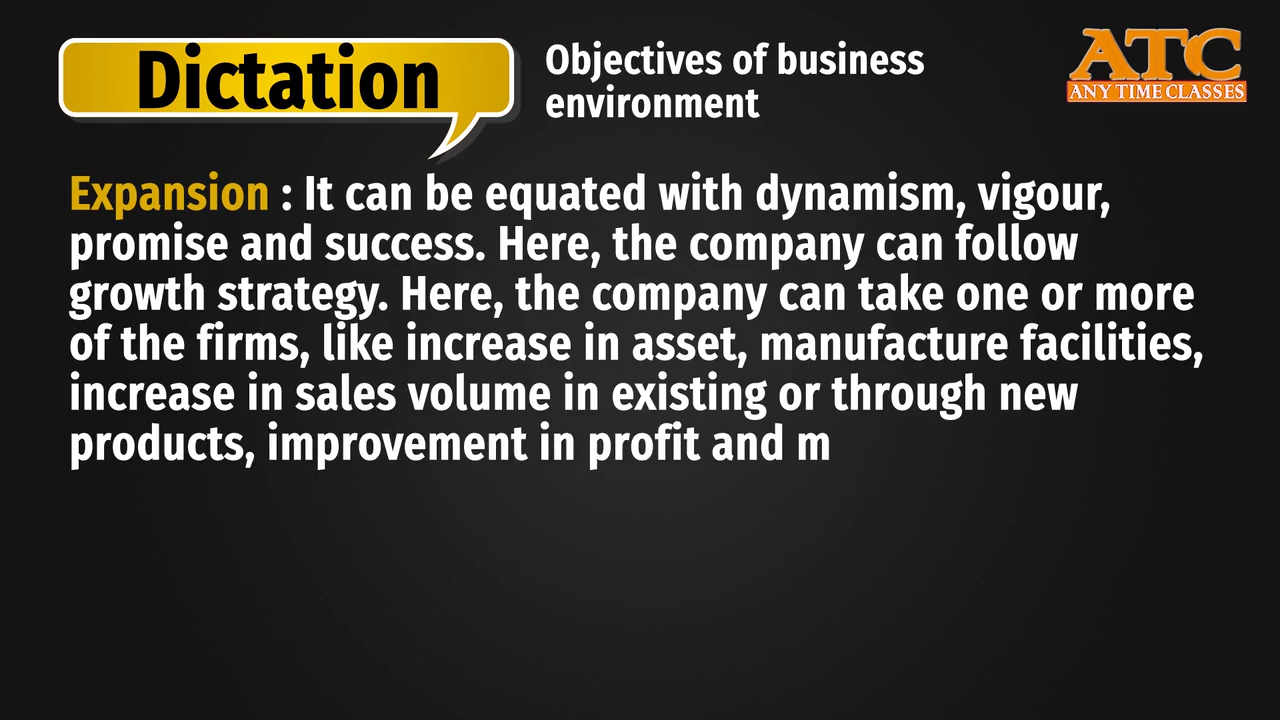 Dictation
Objectives of business
environment
ATC
ANY TIME CLASSES
Expansion : It can be equated with dynamism, vigour,
promise and success. Here, the company can follow
growth strategy. Here, the company can take one or more
of the firms, like increase in asset, manufacture facilities,
increase in sales volume in existing or through new
products, improvement in profit and m